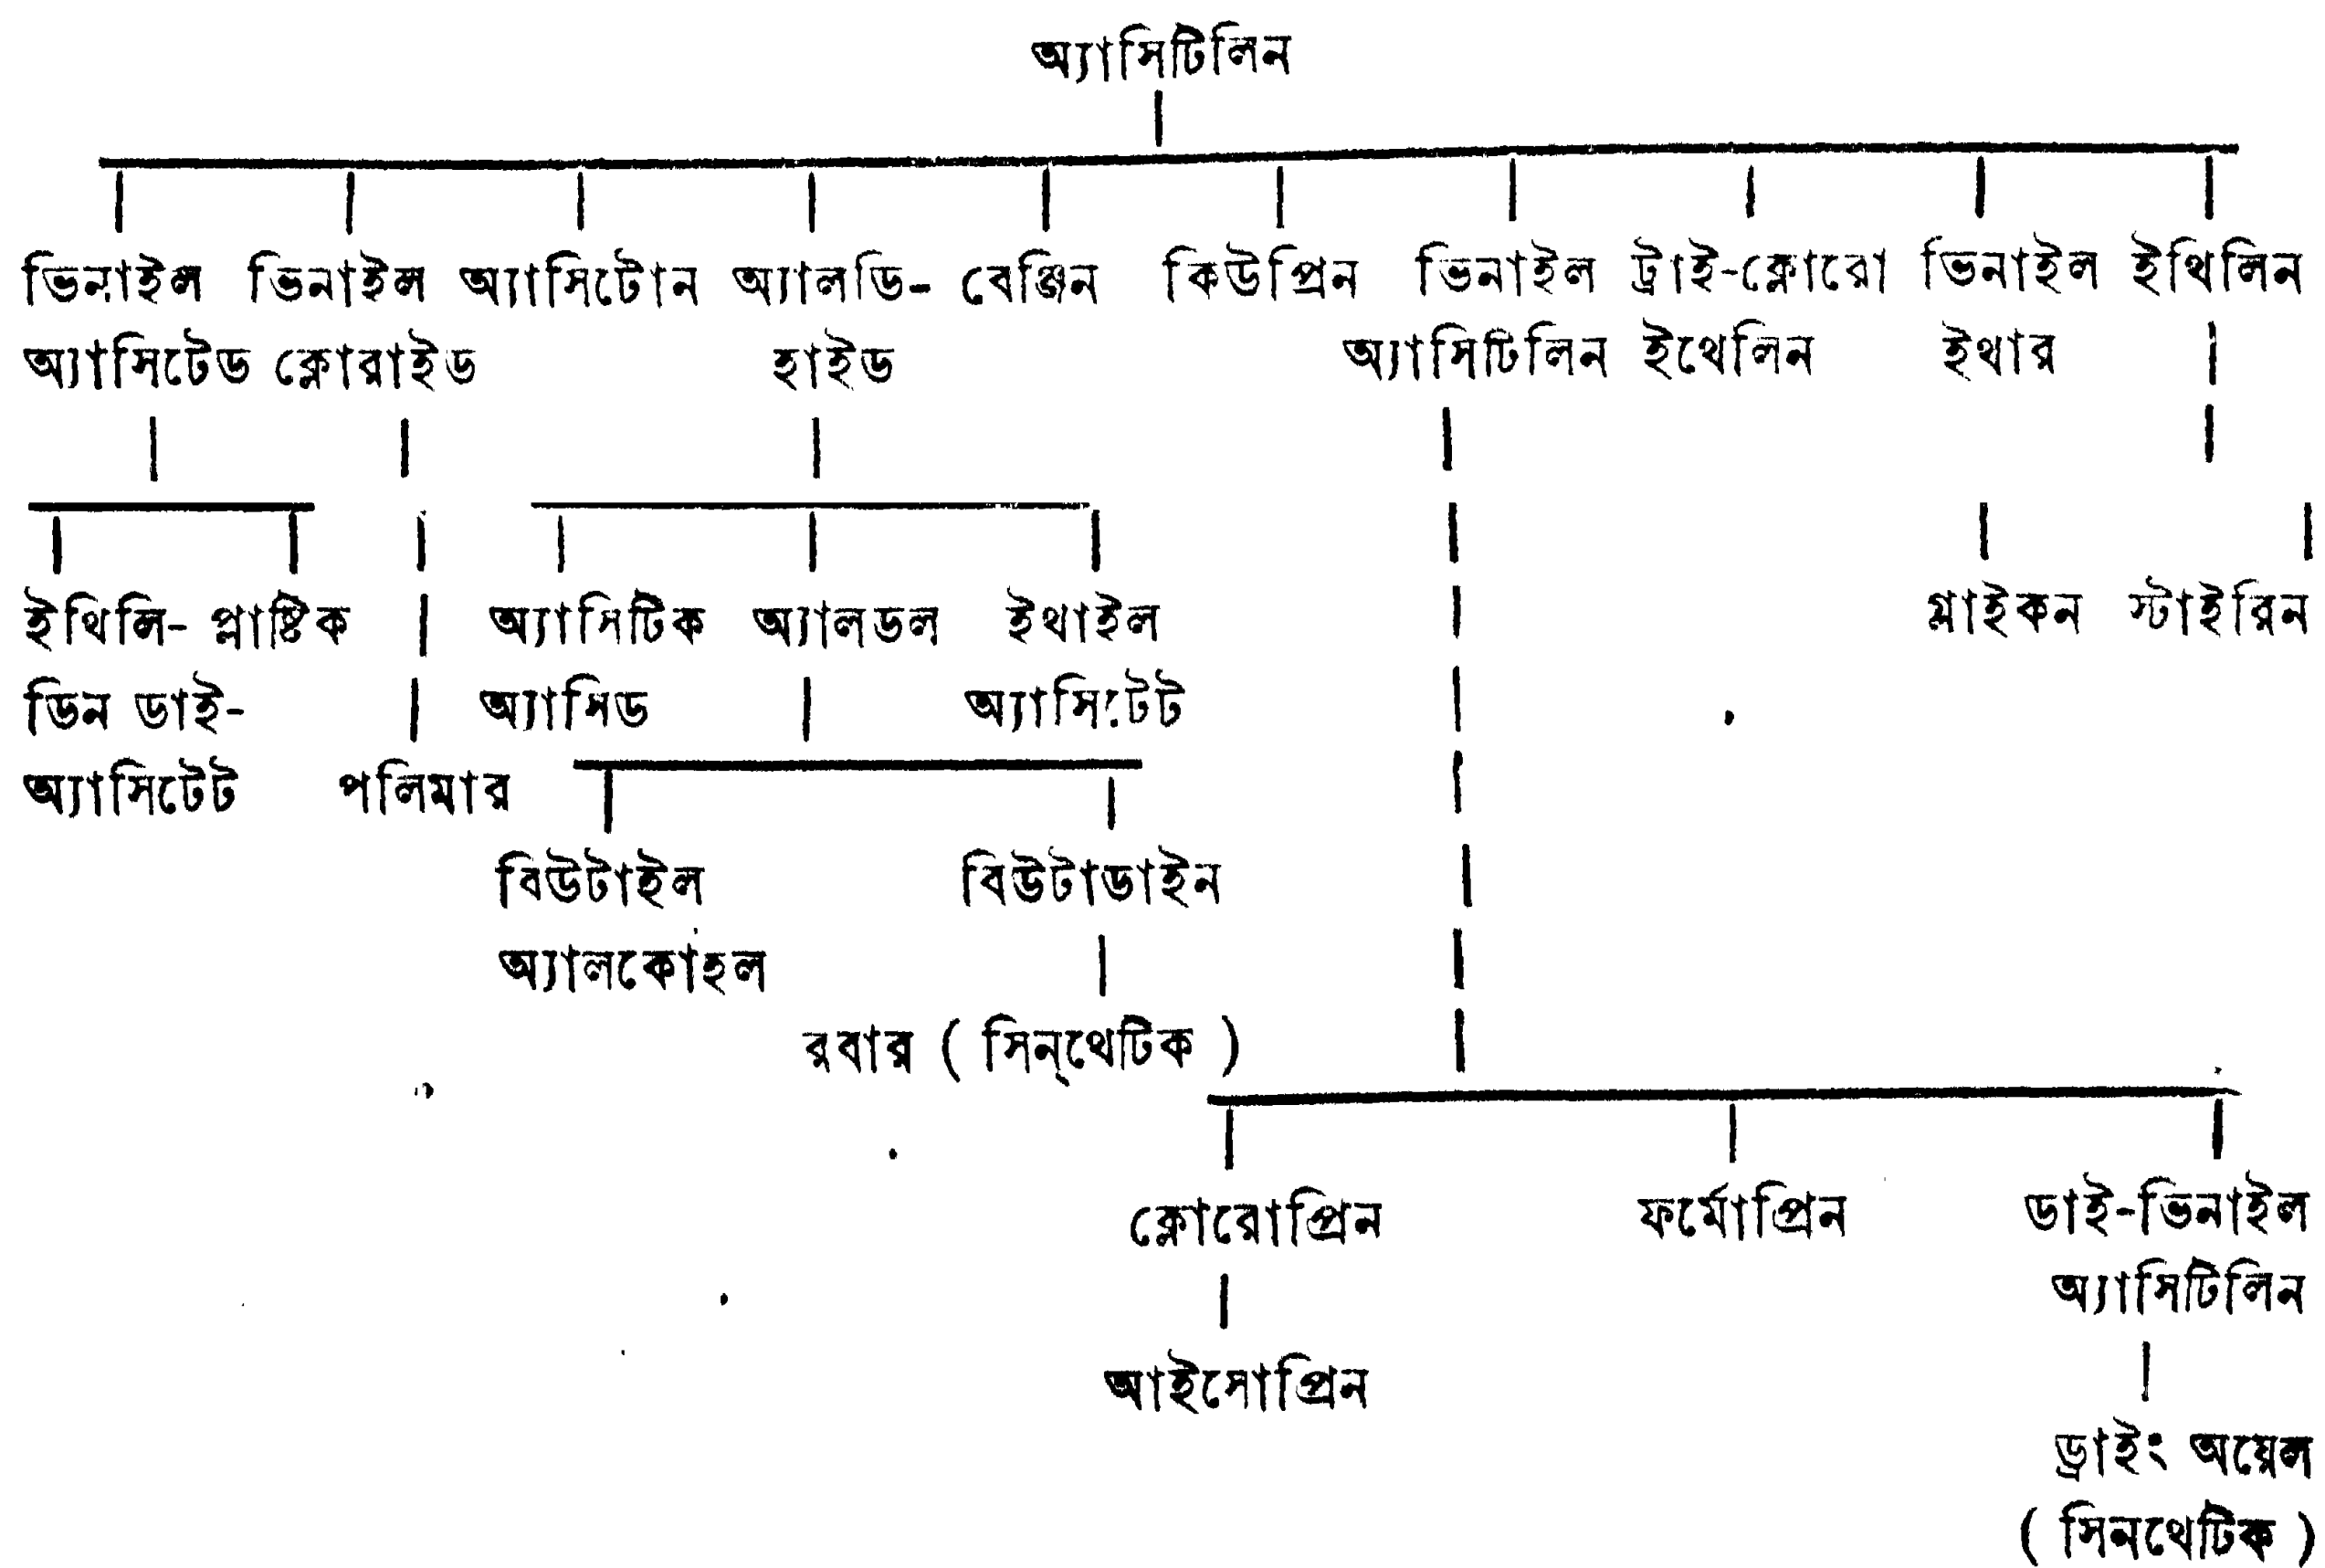 অ্যাসিটিলিন
ভিনাইল ভিনাইল অ্যাসিটোন অ্যালডি- বেঞ্জিন কিউপ্রিন ভিনাইল ট্রাই-ক্লোরো ভিনাইল ইথিলিন
অ্যাসিটেড ক্লোরাইড হাইড অ্যাসিটিলিন ইথেলিন ইথার
ইথিলি- প্লাষ্টিক অ্যাসিটিক অ্যালডল ইথাইল গ্লাইকন স্টাইরিন
ডিন ডাই- অ্যাসিড অ্যাসিটেট
অ্যাসিটেট পলিমার
বিউটাইল বিউটাডাইন
অ্যালকোহল
রবার ( সিন্‌থেটিক )
ক্লোরোপ্রিন ফর্মোপ্রিন ডাই-ভিনাইল
অ্যাসিটিলিন
আইসোপ্রিন
ড্রাইং অয়েল
( সিনথেটিক )